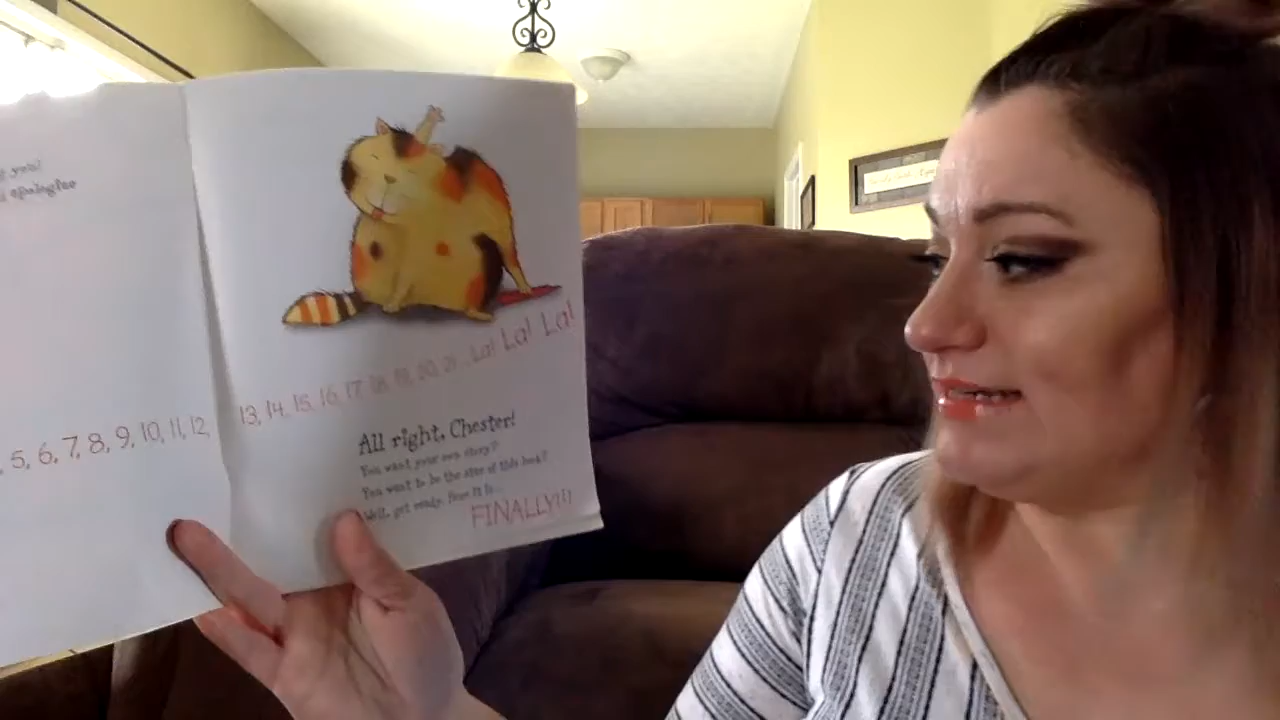 g you!
apologize
5, 6, 7, 8, 9, 10, 11, 12,
13, 14, 15, 16, 17, 18, 19, 20, 21... La! La! La!
All right, Chester!
You want your own story?
You want to be the star of this book?
Well, get ready. Here it is...
FINALLY!!!